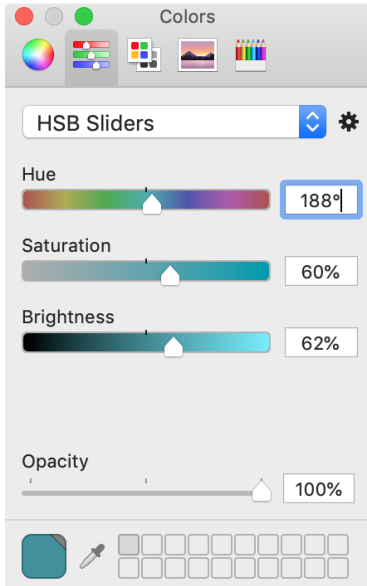 Colors
HSB Sliders
Hue
188°
Saturation
60%
Brightness
62%
Opacity
100%